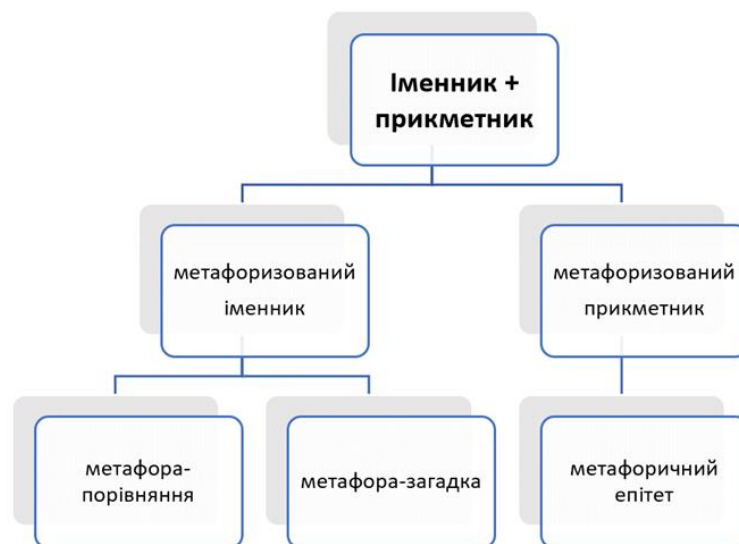 Іменник +
прикметник
метафоризований
іменник
метафоризований
прикметник
метафора-
порівняння
метафора-загадка
метафоричний
епітет